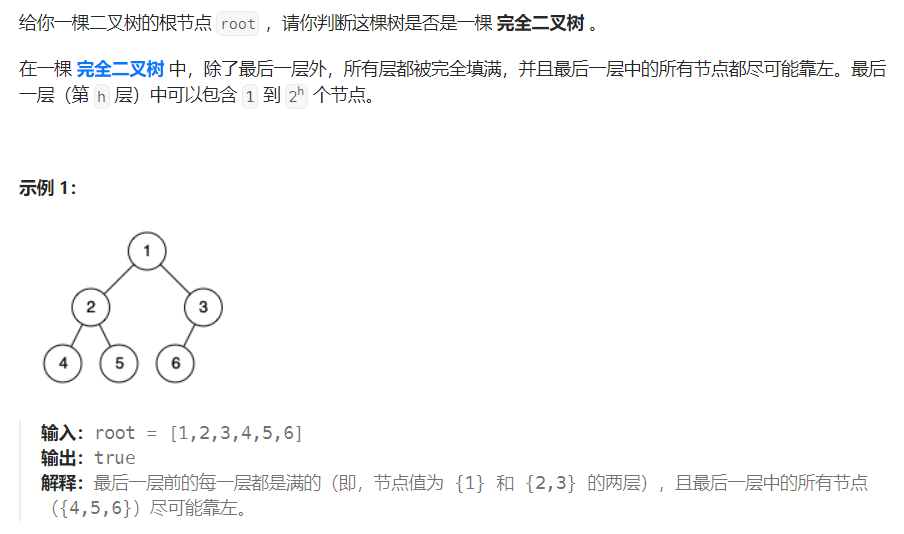 给你一棵二叉树的根节点 root ，请你判断这棵树是否是一棵 完全二叉树 。
在一棵 完全二叉树 中，除了最后一层外，所有层都被完全填满，并且最后一层中的所有节点都尽可能靠左。最后
一层（第 h 层）中可以包含 1 到 2ʰ 个节点。
示例 1：
1
2 3
4 5 6
输入：root = [1,2,3,4,5,6]
输出：true
解释：最后一层前的每一层都是满的（即，节点值为 {1} 和 {2,3} 的两层），且最后一层中的所有节点
（{4,5,6}）尽可能靠左。